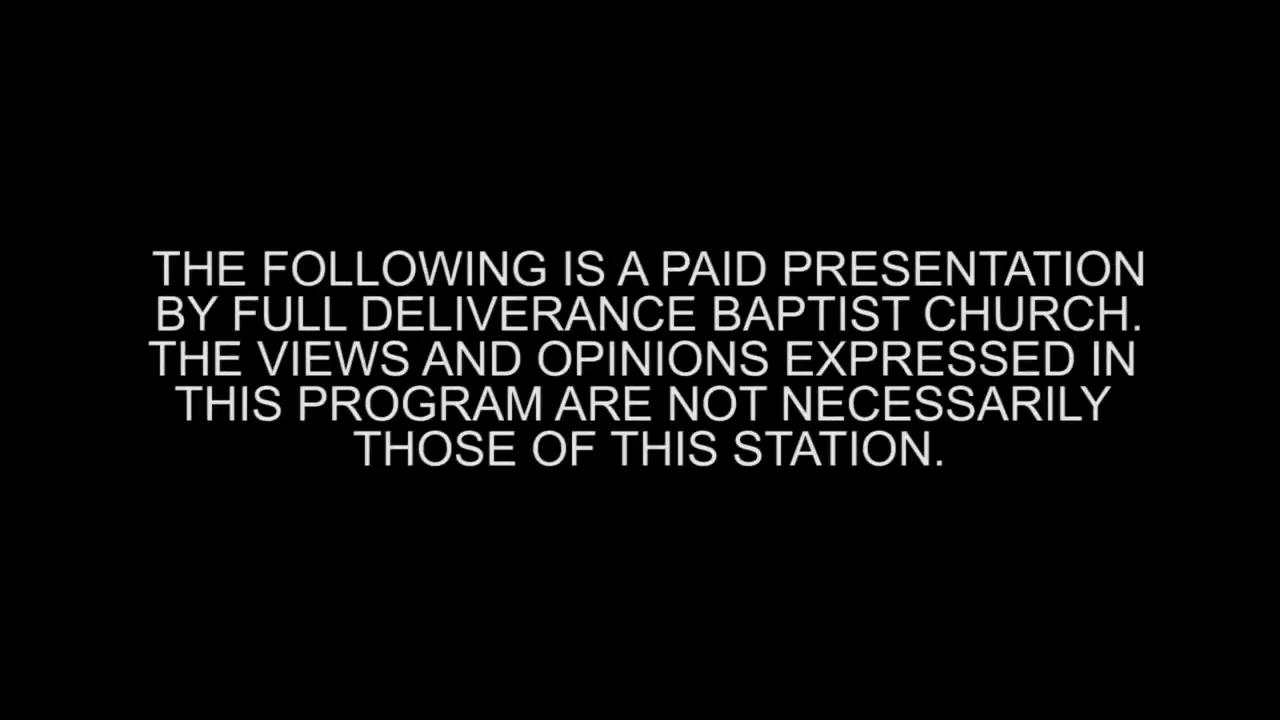 THE FOLLOWING IS A PAID PRESENTATION
BY FULL DELIVERANCE BAPTIST CHURCH.
THE VIEWS AND OPINIONS EXPRESSED IN
THIS PROGRAM ARE NOT NECESSARILY
THOSE OF THIS STATION.